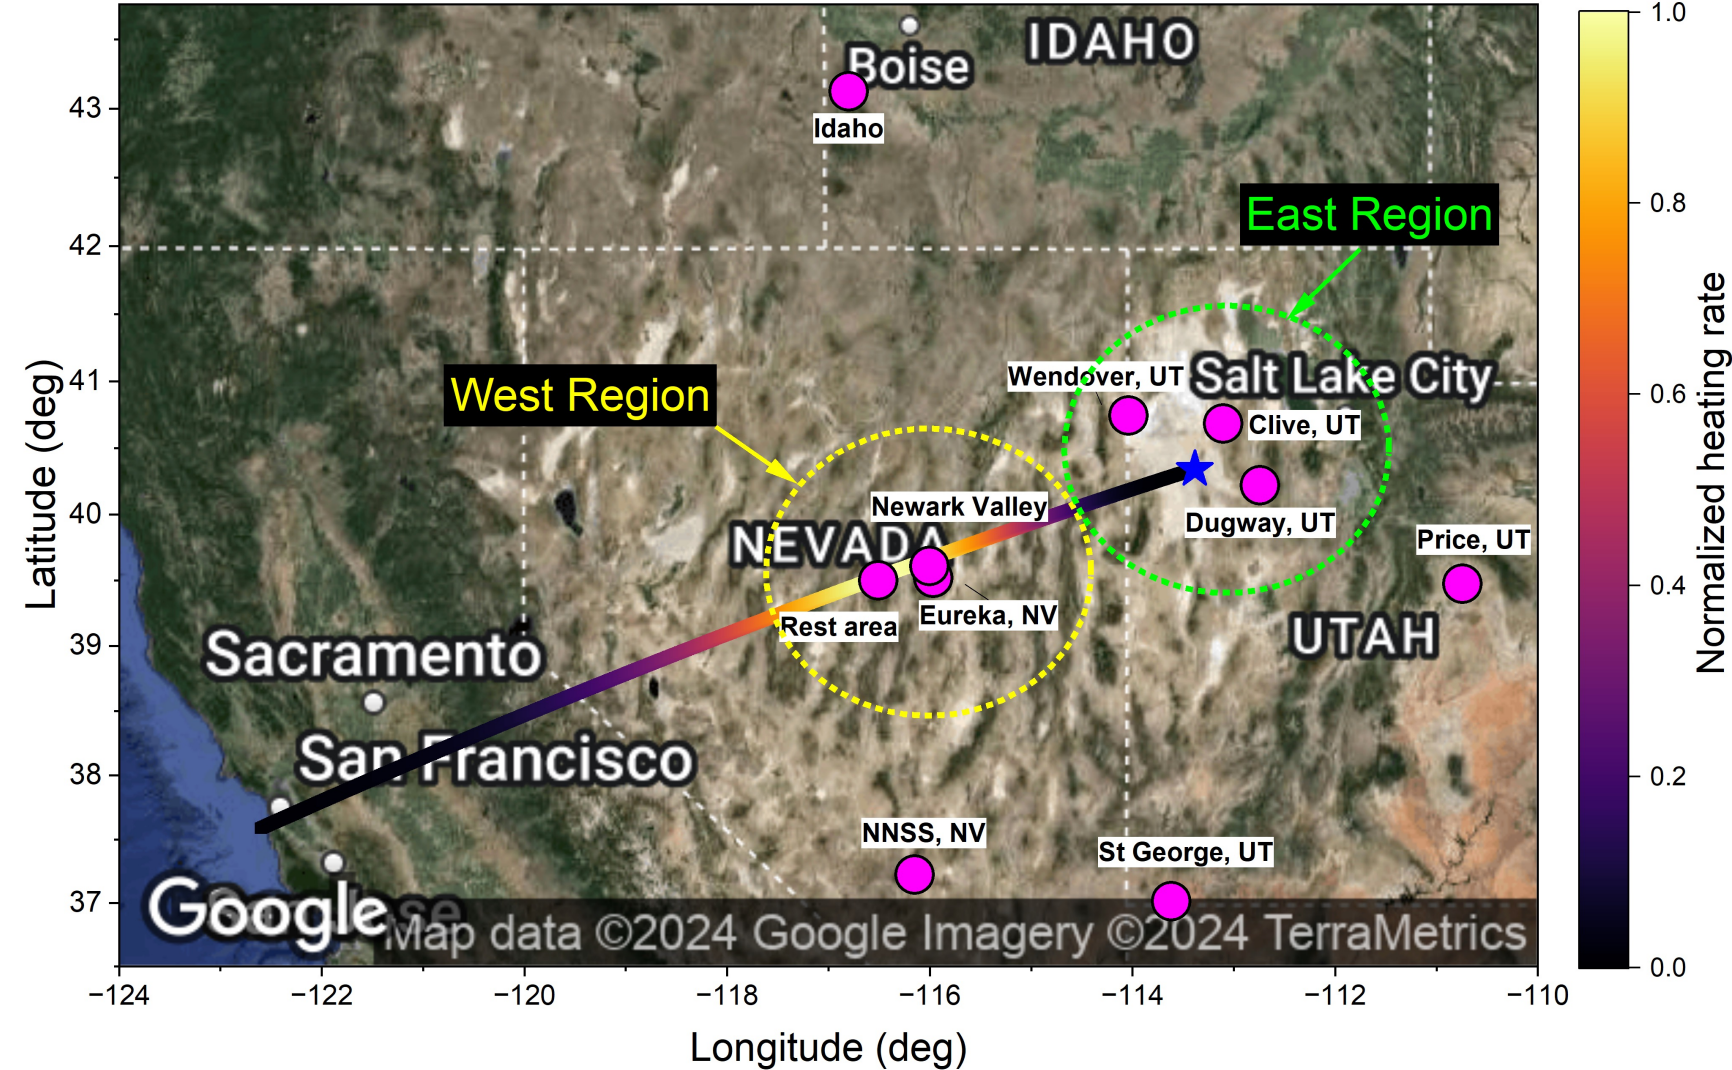 IDAHO
Boise
Idaho
East Region
West Region
Wendover, UT
Salt Lake City
Clive, UT
Newark Valley
NEVADA
Dugway, UT
Price, UT
Rest area
Eureka, NV
UTAH
Sacramento
San Francisco
NNSS, NV
St George, UT
Google
Map data ©2024 Google Imagery ©2024 TerraMetrics
43
42
41
40
39
38
37
Latitude (deg)
−124
−122
−120
−118
−116
−114
−112
−110
Longitude (deg)
1.0
0.8
0.6
0.4
0.2
0.0
Normalized heating rate